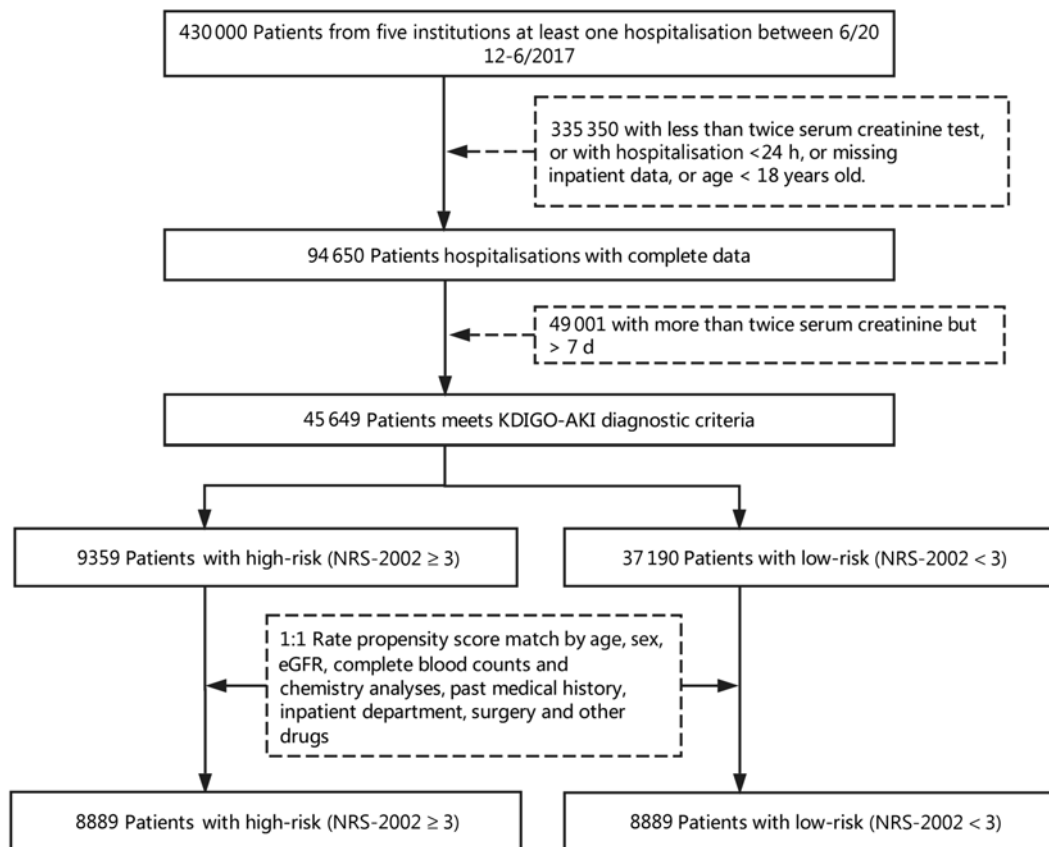 430 000 Patients from five institutions at least one hospitalisation between 6/20
12-6/2017
335 350 with less than twice serum creatinine test,
or with hospitalisation <24 h, or missing
inpatient data, or age < 18 years old.
94 650 Patients hospitalisations with complete data
49 001 with more than twice serum creatinine but
> 7 d
45 649 Patients meets KDIGO-AKI diagnostic criteria
9359 Patients with high-risk (NRS-2002 ≥ 3)
37 190 Patients with low-risk (NRS-2002 < 3)
1:1 Rate propensity score match by age, sex,
eGFR, complete blood counts and
chemistry analyses, past medical history,
inpatient department, surgery and other
drugs
8889 Patients with high-risk (NRS-2002 ≥ 3)
8889 Patients with low-risk (NRS-2002 < 3)